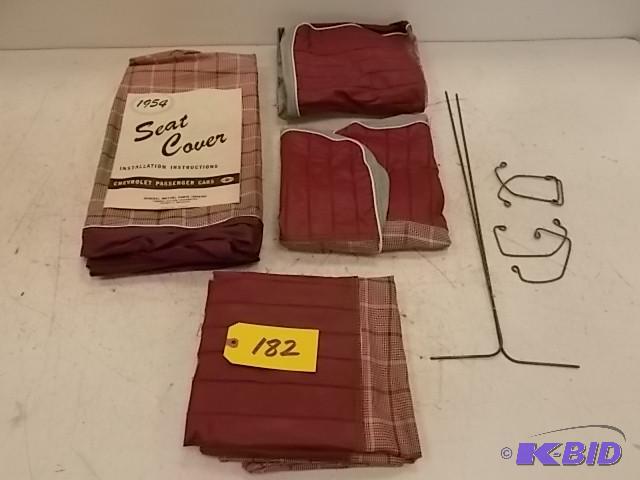 1954
Seat
Cover
INSTALLATION INSTRUCTIONS
CHEVROLET PASSENGER CARS
182
© K-BID